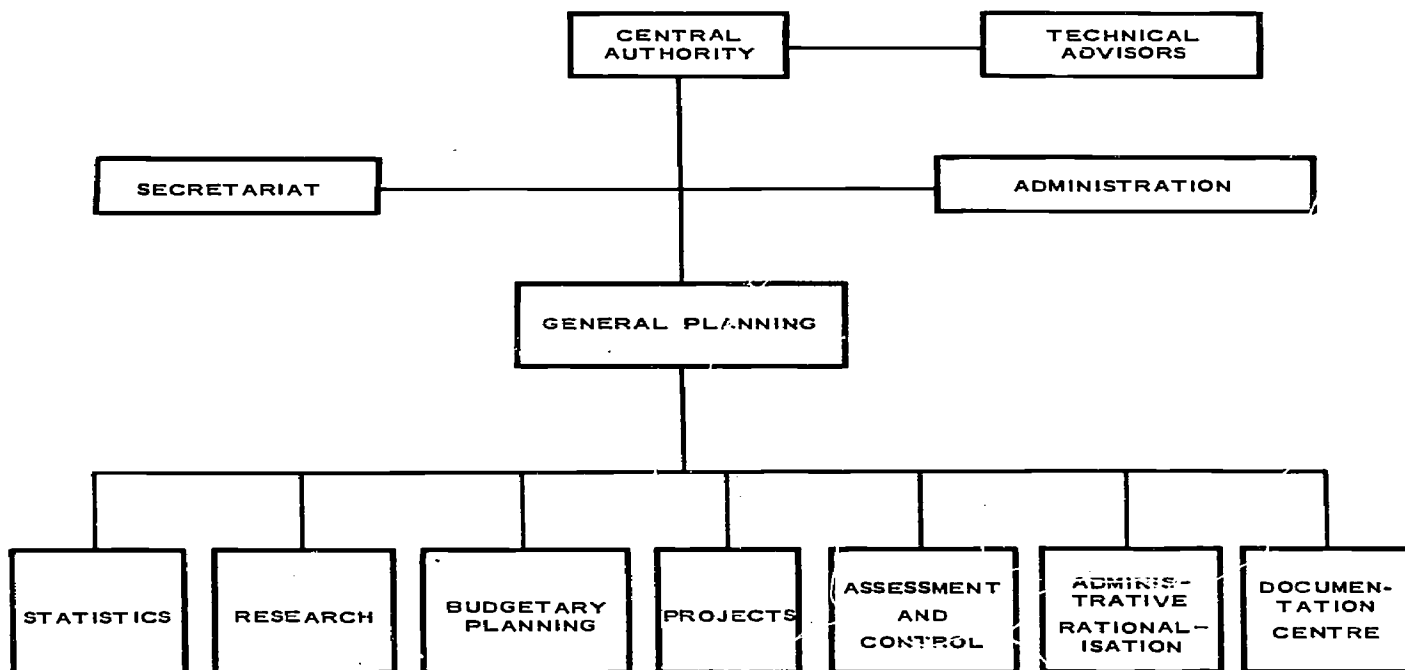 CENTRAL
AUTHORITY
TECHNICAL
ADVISORS
SECRETARIAT
ADMINISTRATION
GENERAL PLANNING
STATISTICS
RESEARCH
BUDGETARY
PLANNING
PROJECTS
ASSESSMENT
AND
CONTROL
ADMINIS-
TRATIVE
RATIONAL-
ISATION
DOCUMEN-
TATION
CENTRE